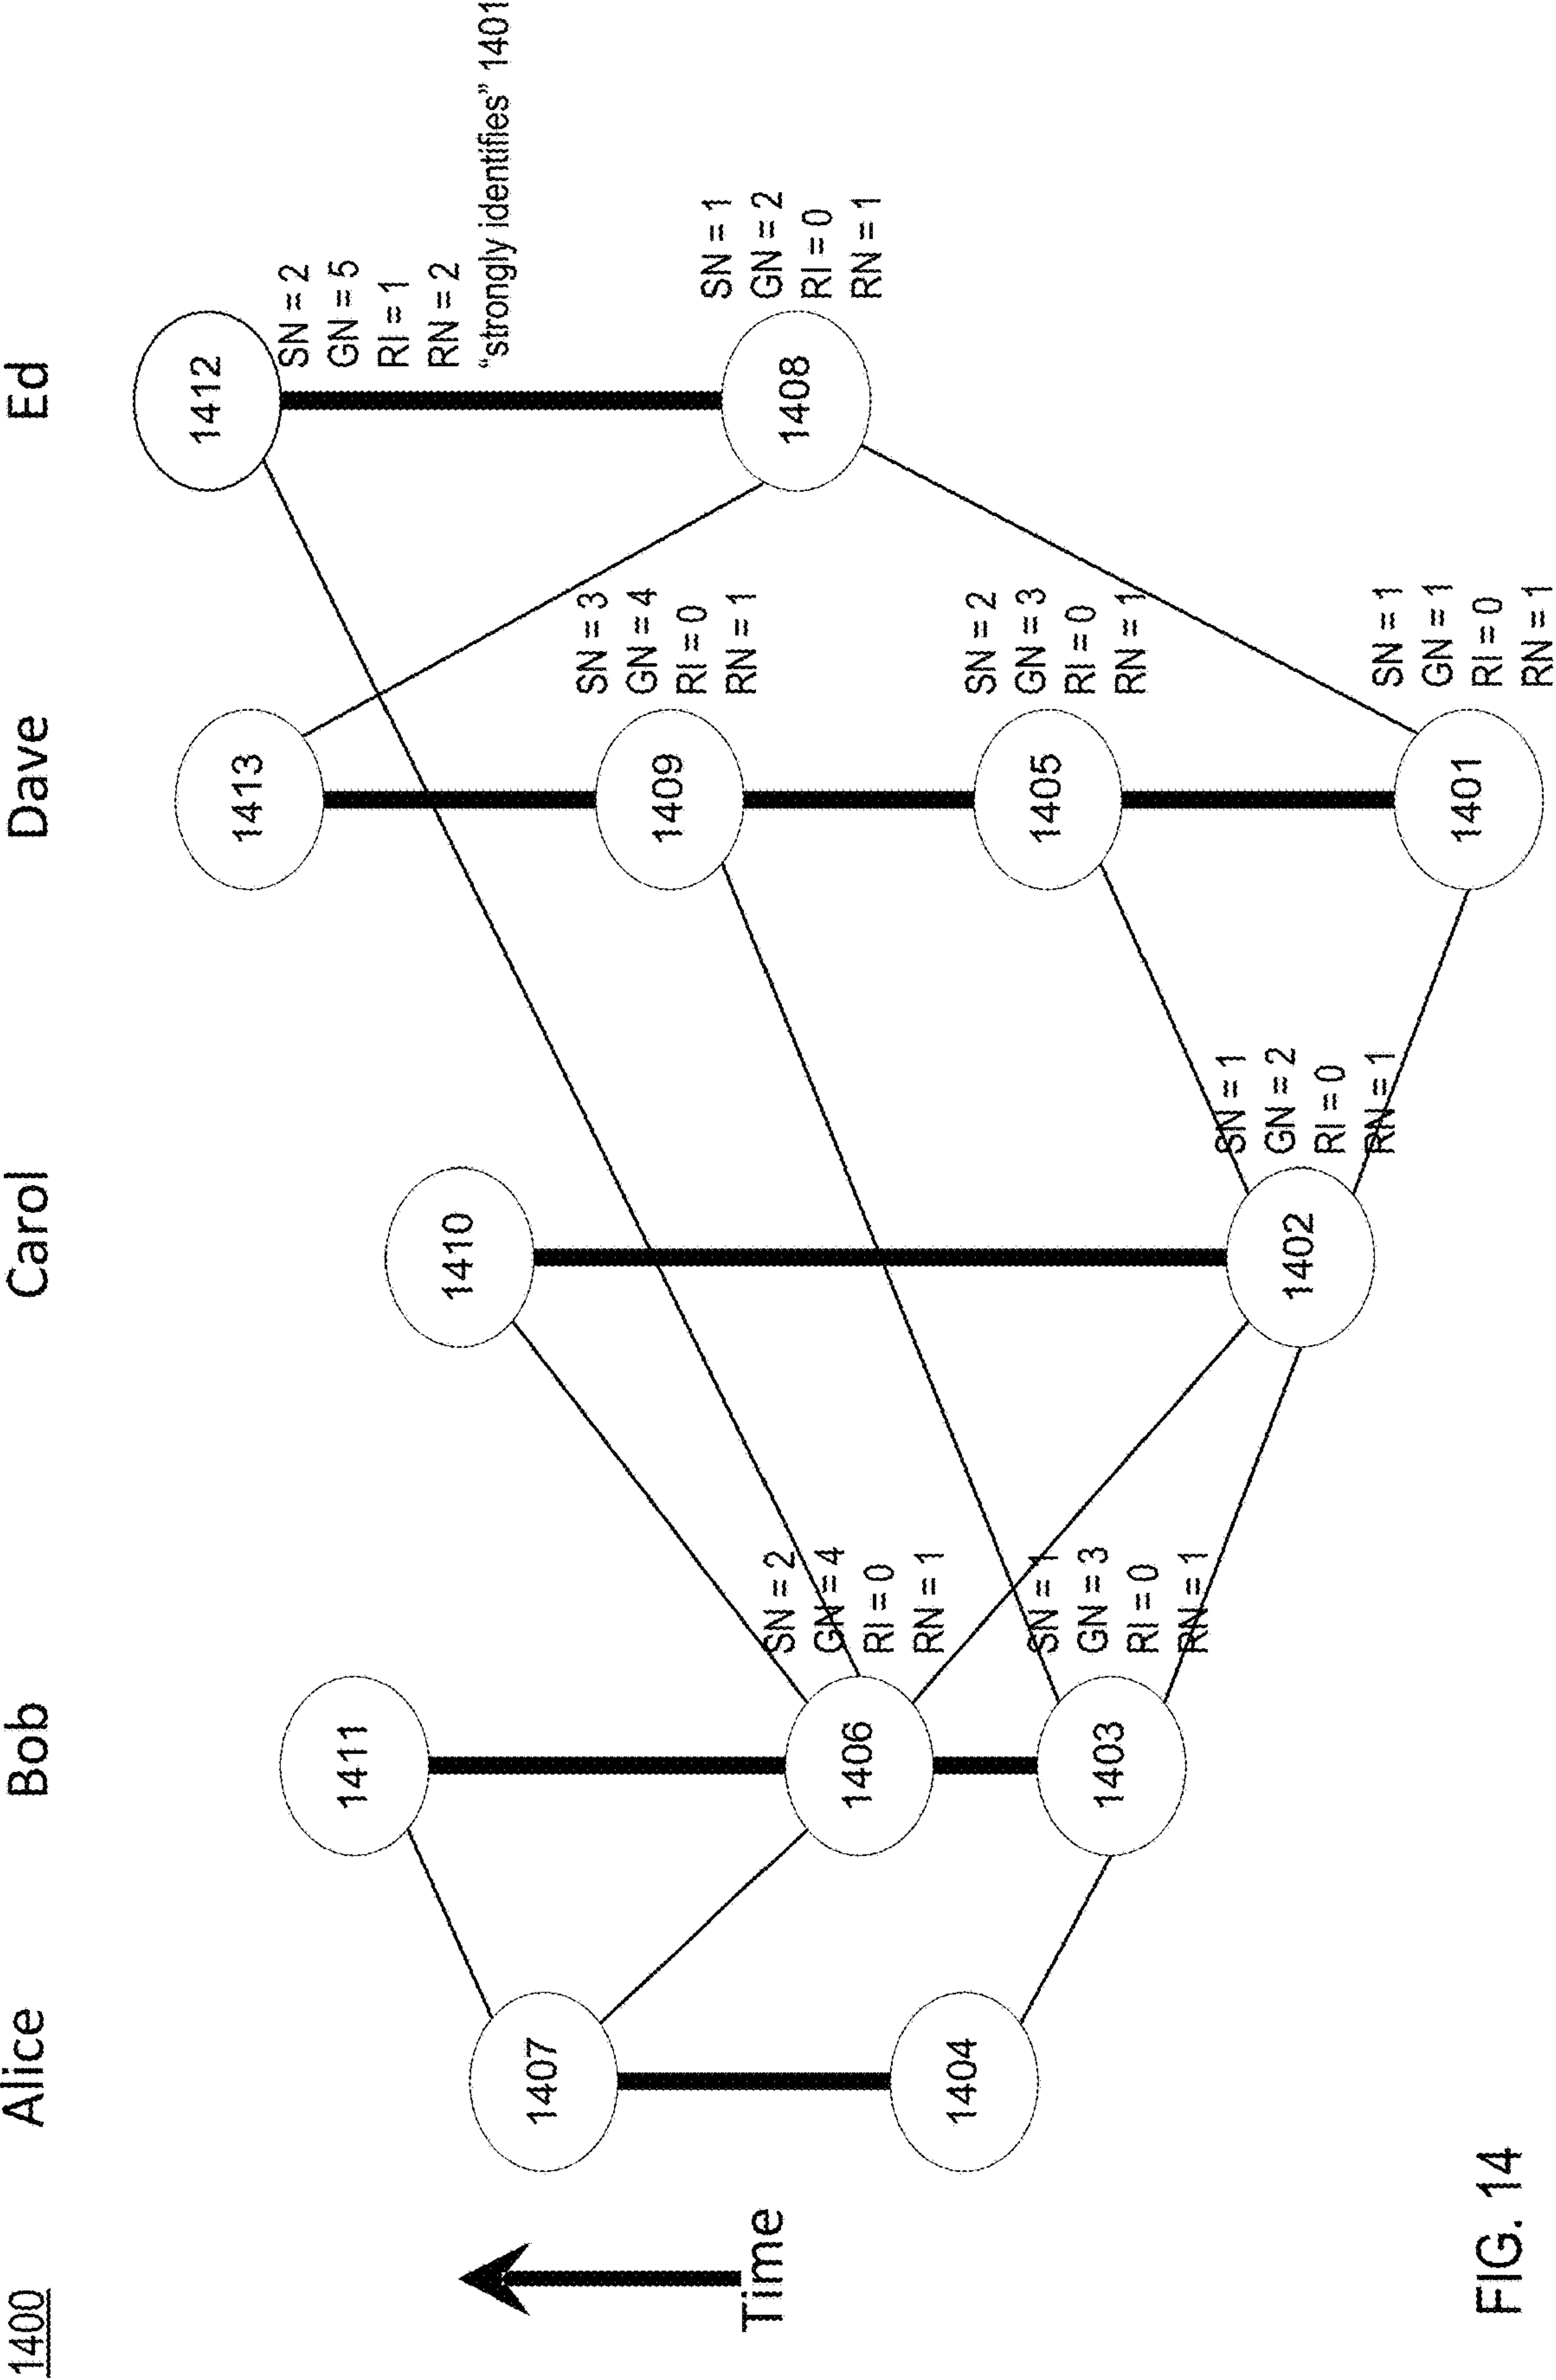 1400
Alice
Bob
Carol
Dave
Ed
Time
1412
SN = 2
GN = 5
RI = 1
RN = 2
“strongly identifies” 1401
1413
1411
1410
1407
1409
SN = 3
GN = 4
RI = 0
RN = 1
1408
SN = 1
GN = 2
RI = 0
RN = 1
1406
SN = 2
GN = 4
RI = 0
RN = 1
1404
1405
SN = 2
GN = 3
RI = 0
RN = 1
1403
SN = 1
GN = 3
RI = 0
RN = 1
1402
SN = 1
GN = 2
RI = 0
RN = 1
1401
SN = 1
GN = 1
RI = 0
RN = 1
FIG. 14